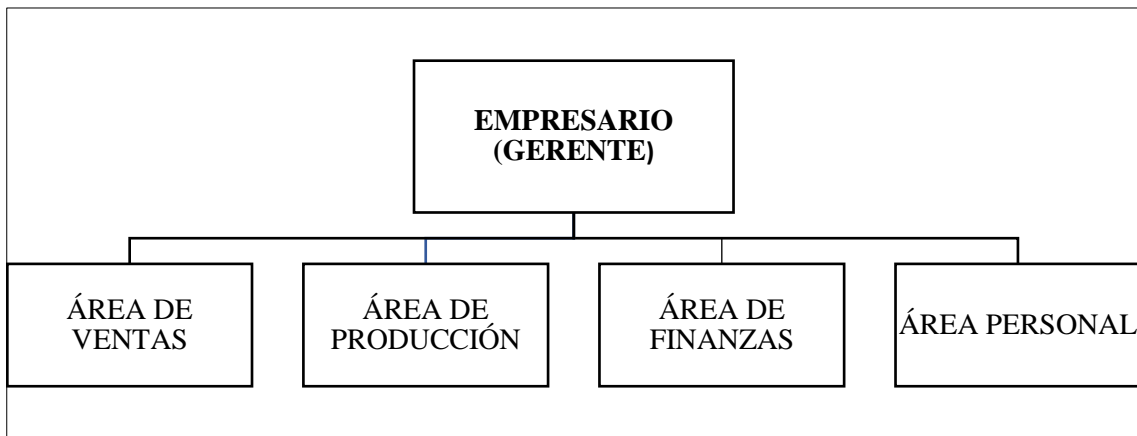 EMPRESARIO
(GERENTE)
ÁREA DE
VENTAS
ÁREA DE
PRODUCCIÓN
ÁREA DE
FINANZAS
ÁREA PERSONAL